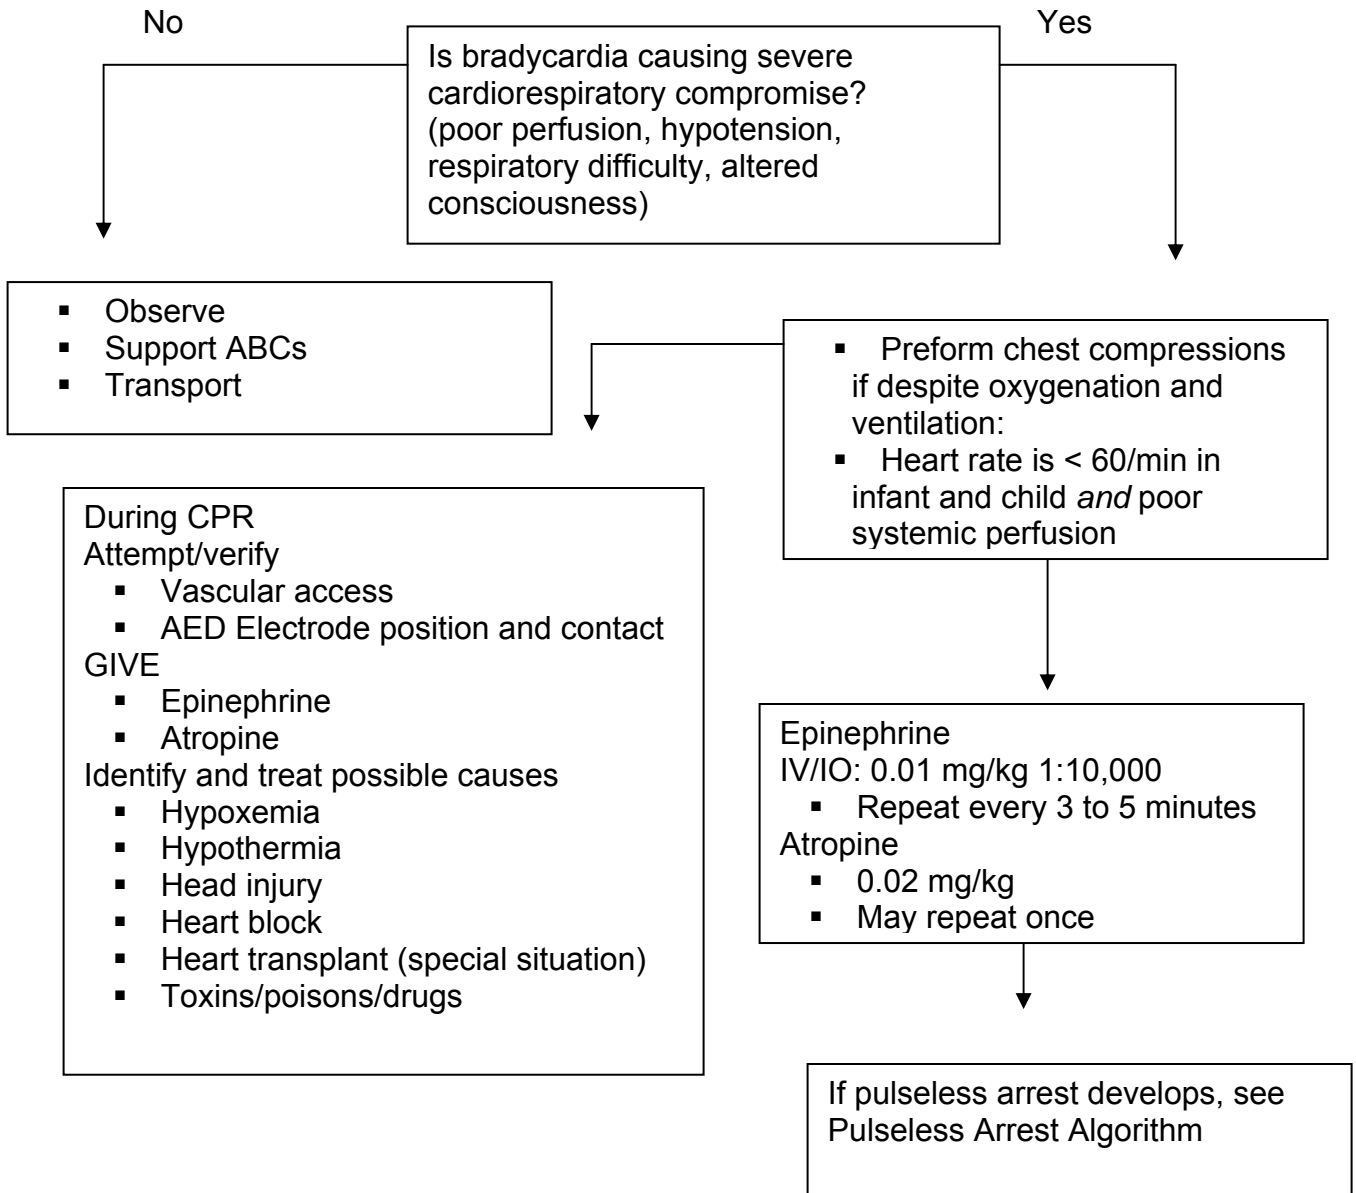 No
Yes
Is bradycardia causing severe
cardiorespiratory compromise?
(poor perfusion, hypotension,
respiratory difficulty, altered
consciousness)
▪ Observe
▪ Support ABCs
▪ Transport
▪ Preform chest compressions
if despite oxygenation and
ventilation:
▪ Heart rate is < 60/min in
infant and child and poor
systemic perfusion
During CPR
Attempt/verify
▪ Vascular access
▪ AED Electrode position and contact
GIVE
▪ Epinephrine
▪ Atropine
Identify and treat possible causes
▪ Hypoxemia
▪ Hypothermia
▪ Head injury
▪ Heart block
▪ Heart transplant (special situation)
▪ Toxins/poisons/drugs
Epinephrine
IV/IO: 0.01 mg/kg 1:10,000
▪ Repeat every 3 to 5 minutes
Atropine
▪ 0.02 mg/kg
▪ May repeat once
If pulseless arrest develops, see
Pulseless Arrest Algorithm